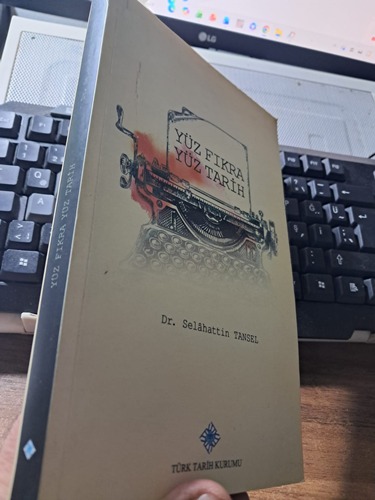 LG
YÜZ FIKRA
YÜZ TARİH
Dr. Selâhattin TANSEL
TÜRK TARİH KURUMU
YÜZ FIKRA YÜZ TARİH